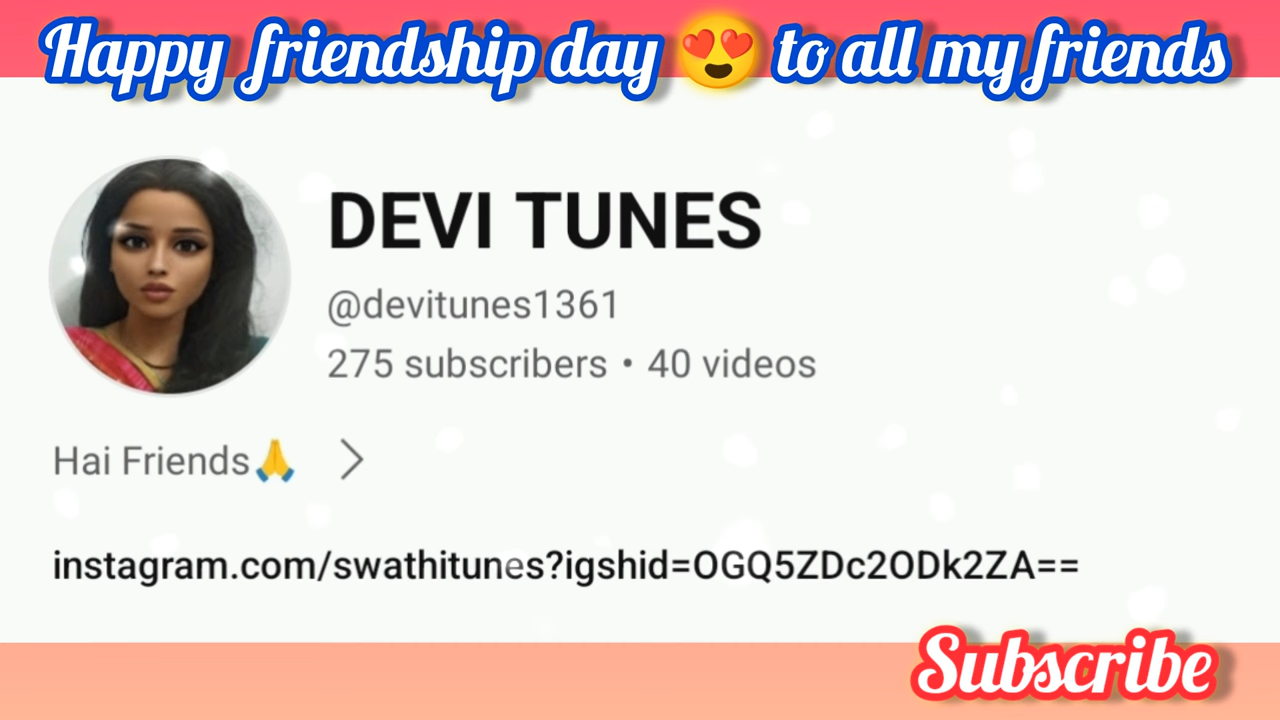 Happy friendship day 😍 to all my friends
DEVI TUNES
@devitunes1361
275 subscribers • 40 videos
Hai Friends🙏 >
instagram.com/swathitunes?igshid=OGQ5ZDc2ODk2ZA==
Subscribe